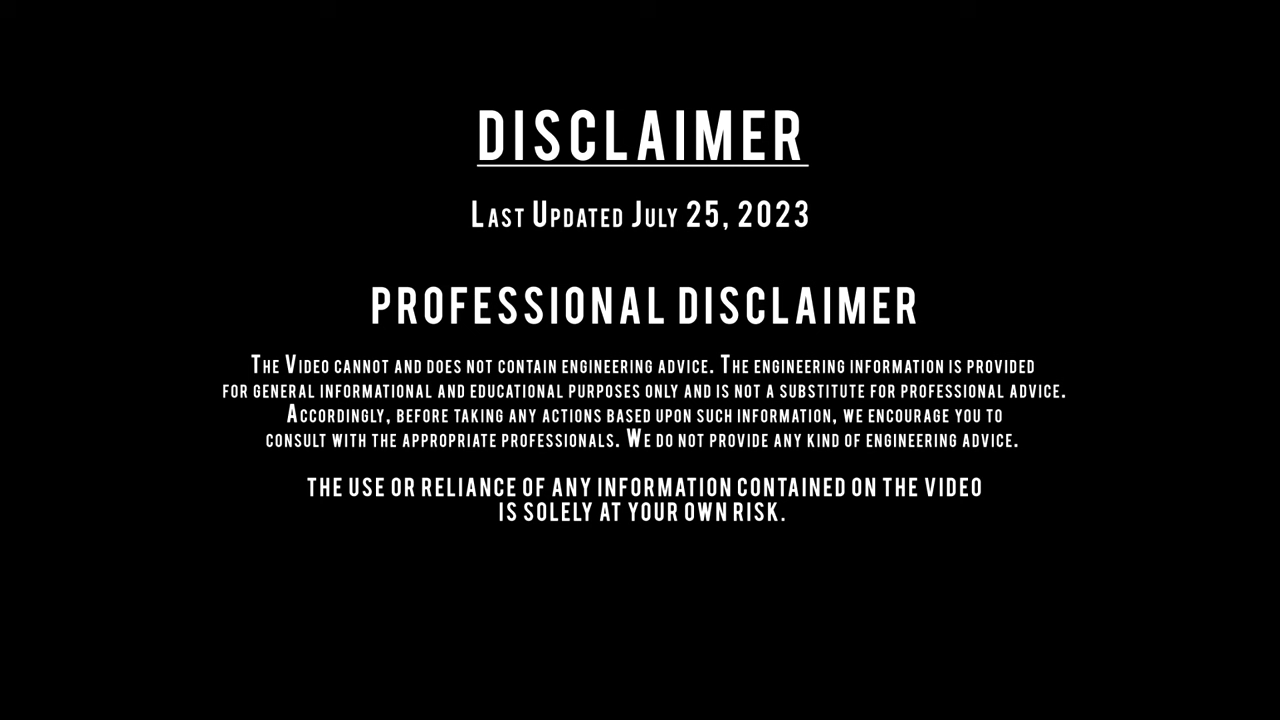 DISCLAIMER
Last Updated July 25, 2023
PROFESSIONAL DISCLAIMER
The Video cannot and does not contain engineering advice. The engineering information is provided
for general informational and educational purposes only and is not a substitute for professional advice.
Accordingly, before taking any actions based upon such information, we encourage you to
consult with the appropriate professionals. We do not provide any kind of engineering advice.
THE USE OR RELIANCE OF ANY INFORMATION CONTAINED ON THE VIDEO
IS SOLELY AT YOUR OWN RISK.